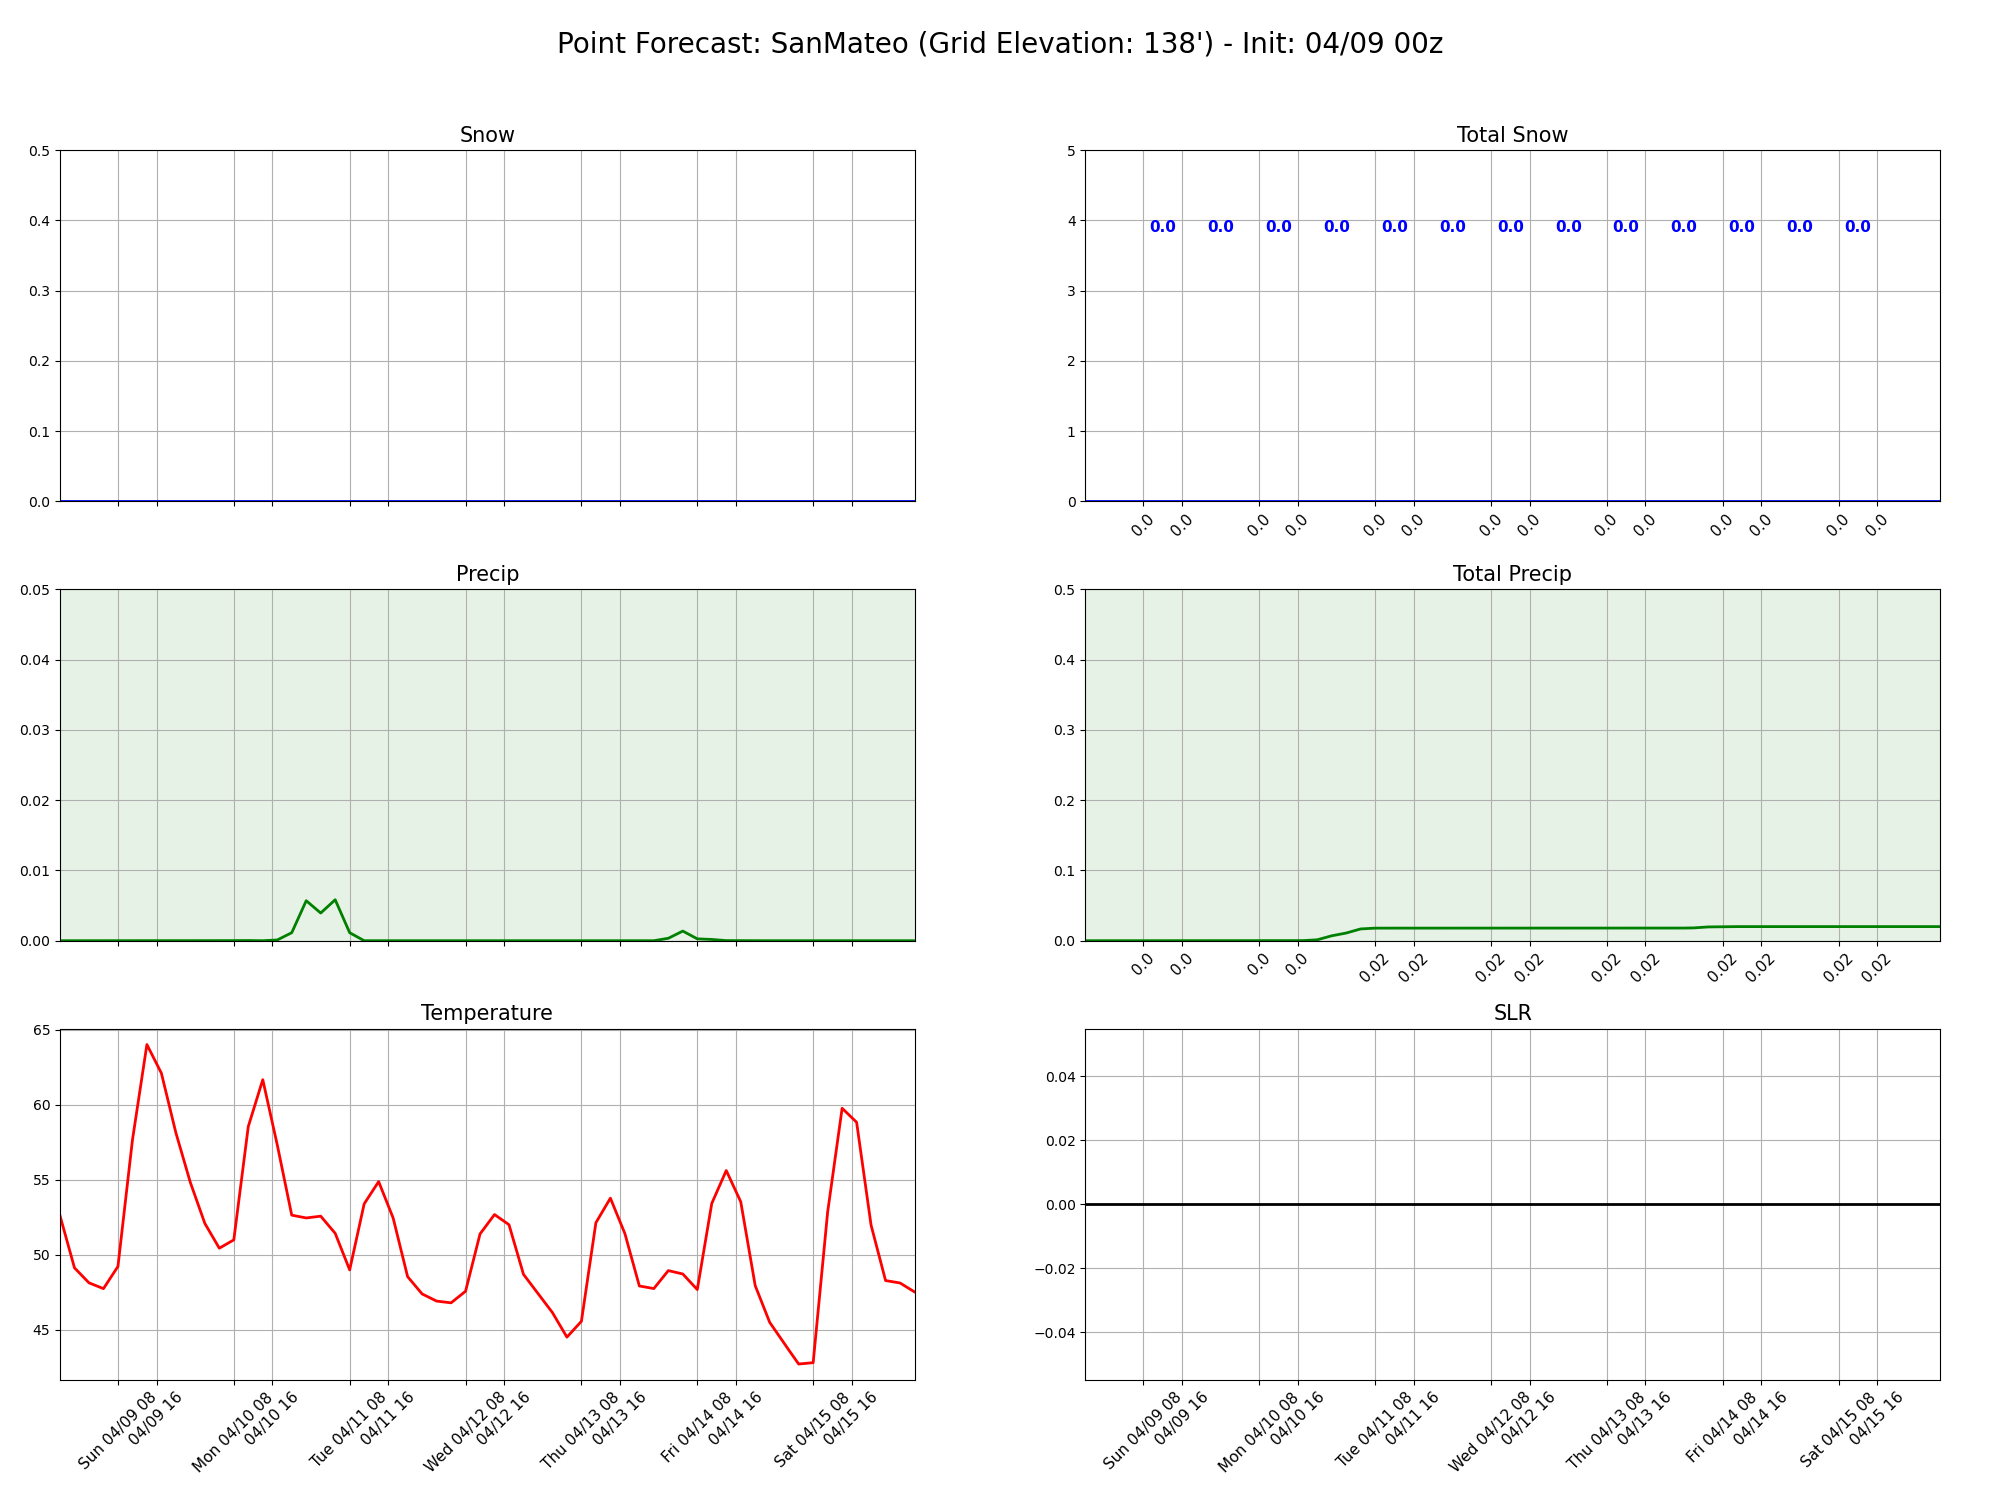 Point Forecast: SanMateo (Grid Elevation: 138') - Init: 04/09 00z
Snow
0.5
0.4
0.3
0.2
0.1
0.0
Total Snow
5
4
3
2
1
0
0.0 0.0 0.0 0.0 0.0 0.0 0.0 0.0 0.0 0.0 0.0 0.0 0.0
0.0 0.0 0.0 0.0 0.0 0.0 0.0 0.0 0.0 0.0 0.0 0.0 0.0 0.0
Precip
0.05
0.04
0.03
0.02
0.01
0.00
Total Precip
0.5
0.4
0.3
0.2
0.1
0.0
0.0 0.0 0.0 0.0 0.02 0.02 0.02 0.02 0.02 0.02 0.02 0.02 0.02 0.02
Temperature
65
60
55
50
45
Sun 04/09 08
04/09 16
Mon 04/10 08
04/10 16
Tue 04/11 08
04/11 16
Wed 04/12 08
04/12 16
Thu 04/13 08
04/13 16
Fri 04/14 08
04/14 16
Sat 04/15 08
04/15 16
SLR
0.04
0.02
0.00
−0.02
−0.04
Sun 04/09 08
04/09 16
Mon 04/10 08
04/10 16
Tue 04/11 08
04/11 16
Wed 04/12 08
04/12 16
Thu 04/13 08
04/13 16
Fri 04/14 08
04/14 16
Sat 04/15 08
04/15 16